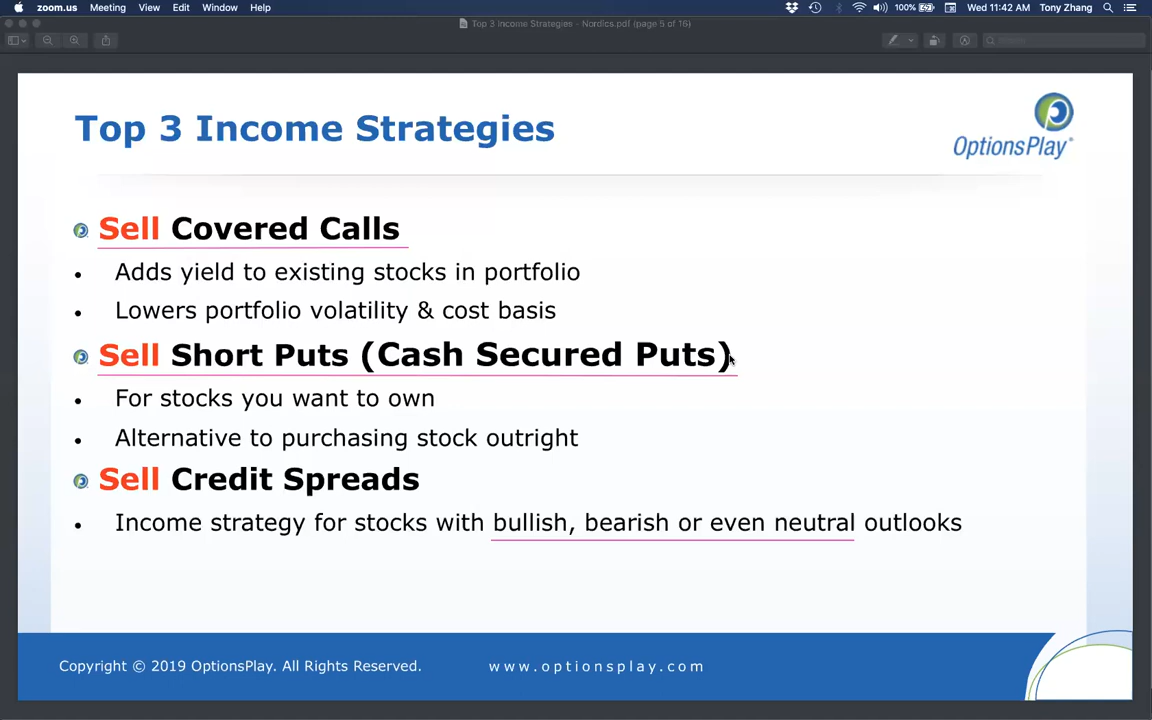 zoom.us Meeting View Edit Window Help 100% Wed 11:42 AM Tony Zhang
Top 3 Income Strategies - Nordics.pdf (page 5 of 16)
Top 3 Income Strategies
OptionsPlay
Sell Covered Calls
• Adds yield to existing stocks in portfolio
• Lowers portfolio volatility & cost basis
Sell Short Puts (Cash Secured Puts)
• For stocks you want to own
• Alternative to purchasing stock outright
Sell Credit Spreads
• Income strategy for stocks with bullish, bearish or even neutral outlooks
Copyright © 2019 OptionsPlay. All Rights Reserved. www.optionsplay.com